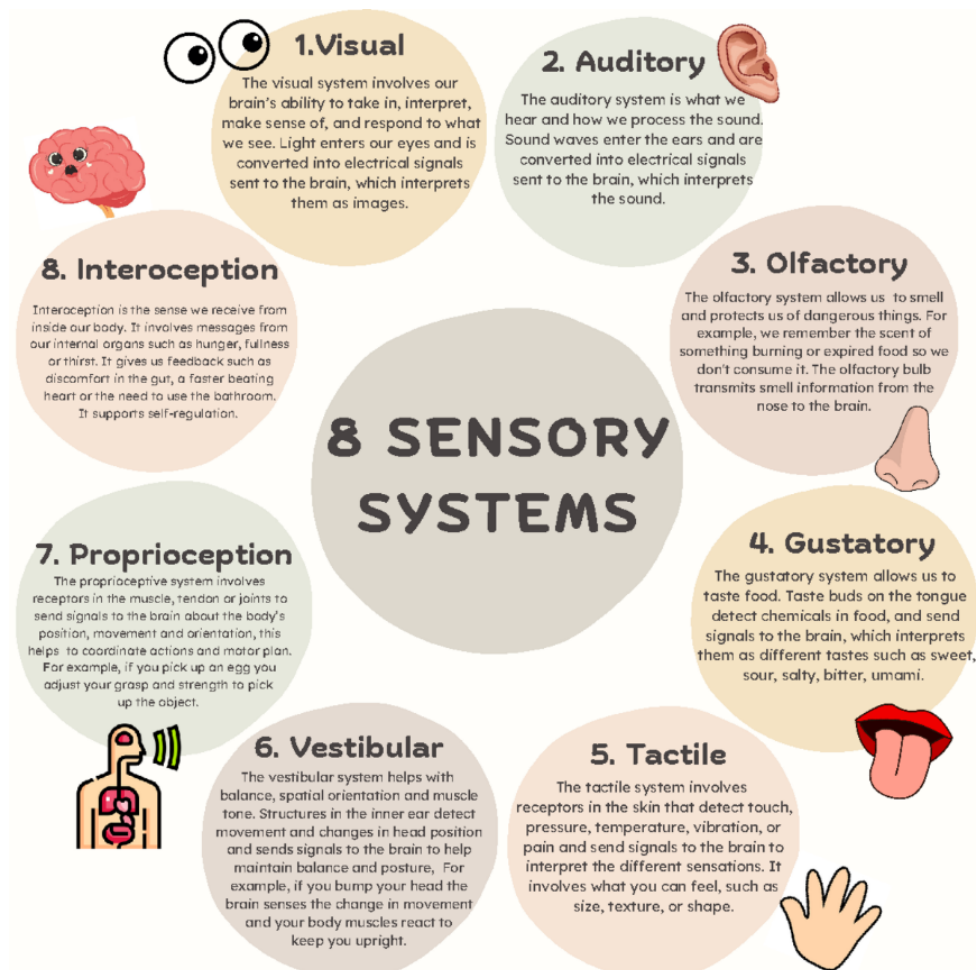 1.Visual
The visual system involves our
brain's ability to take in, interpret,
make sense of, and respond to what
we see. Light enters our eyes and is
converted into electrical signals
sent to the brain, which interprets
them as images.
2. Auditory
The auditory system is what we
hear and how we process the sound.
Sound waves enter the ears and are
converted into electrical signals
sent to the brain, which interprets
the sound.
3. Olfactory
The olfactory system allows us to smell
and protects us of dangerous things. For
example, we remember the scent of
something burning or expired food so we
don't consume it. The olfactory bulb
transmits smell information from the
nose to the brain.
4. Gustatory
The gustatory system allows us to
taste food. Taste buds on the tongue
detect chemicals in food, and send
signals to the brain, which interprets
them as different tastes such as sweet,
sour, salty, bitter, umami.
5. Tactile
The tactile system involves
receptors in the skin that detect touch,
pressure, temperature, vibration, or
pain and send signals to the brain to
interpret the different sensations. It
involves what you can feel, such as
size, texture, or shape.
6. Vestibular
The vestibular system helps with
balance, spatial orientation and muscle
tone. Structures in the inner ear detect
movement and changes in head position
and sends signals to the brain to help
maintain balance and posture, For
example, if you bump your head the
brain senses the change in movement
and your body muscles react to
keep you upright.
7. Proprioception
The proprioceptive system involves
receptors in the muscle, tendon or joints to
send signals to the brain about the body's
position, movement and orientation, this
helps to coordinate actions and motor plan.
For example, if you pick up an egg you
adjust your grasp and strength to pick
up the object.
8. Interoception
Interoception is the sense we receive from
inside our body. It involves messages from
our internal organs such as hunger, fullness
or thirst. It gives us feedback such as
discomfort in the gut, a faster beating
heart or the need to use the bathroom.
It supports self-regulation.
8 SENSORY
SYSTEMS